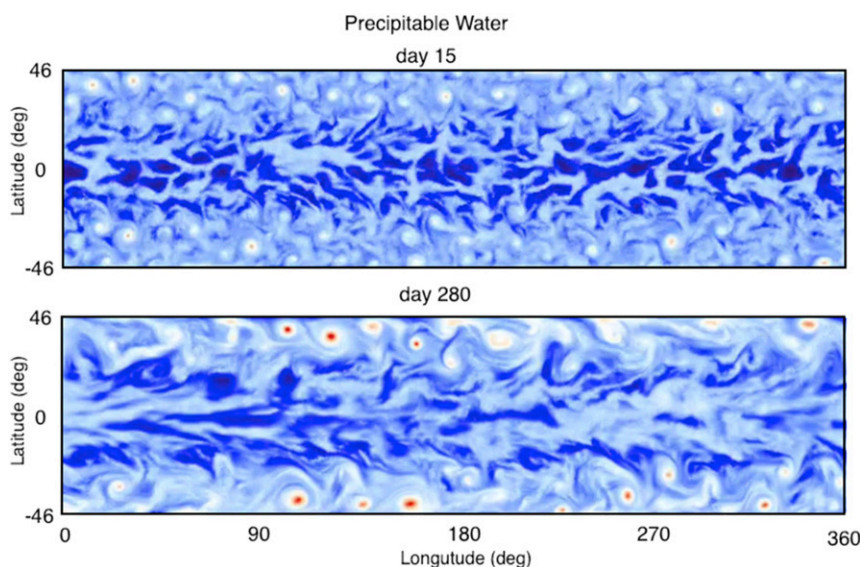 Precipitable Water
day 15
46
Latitude (deg)
0
-46
day 280
46
Latitude (deg)
0
-46
0 90 180 270 360
Longutude (deg)